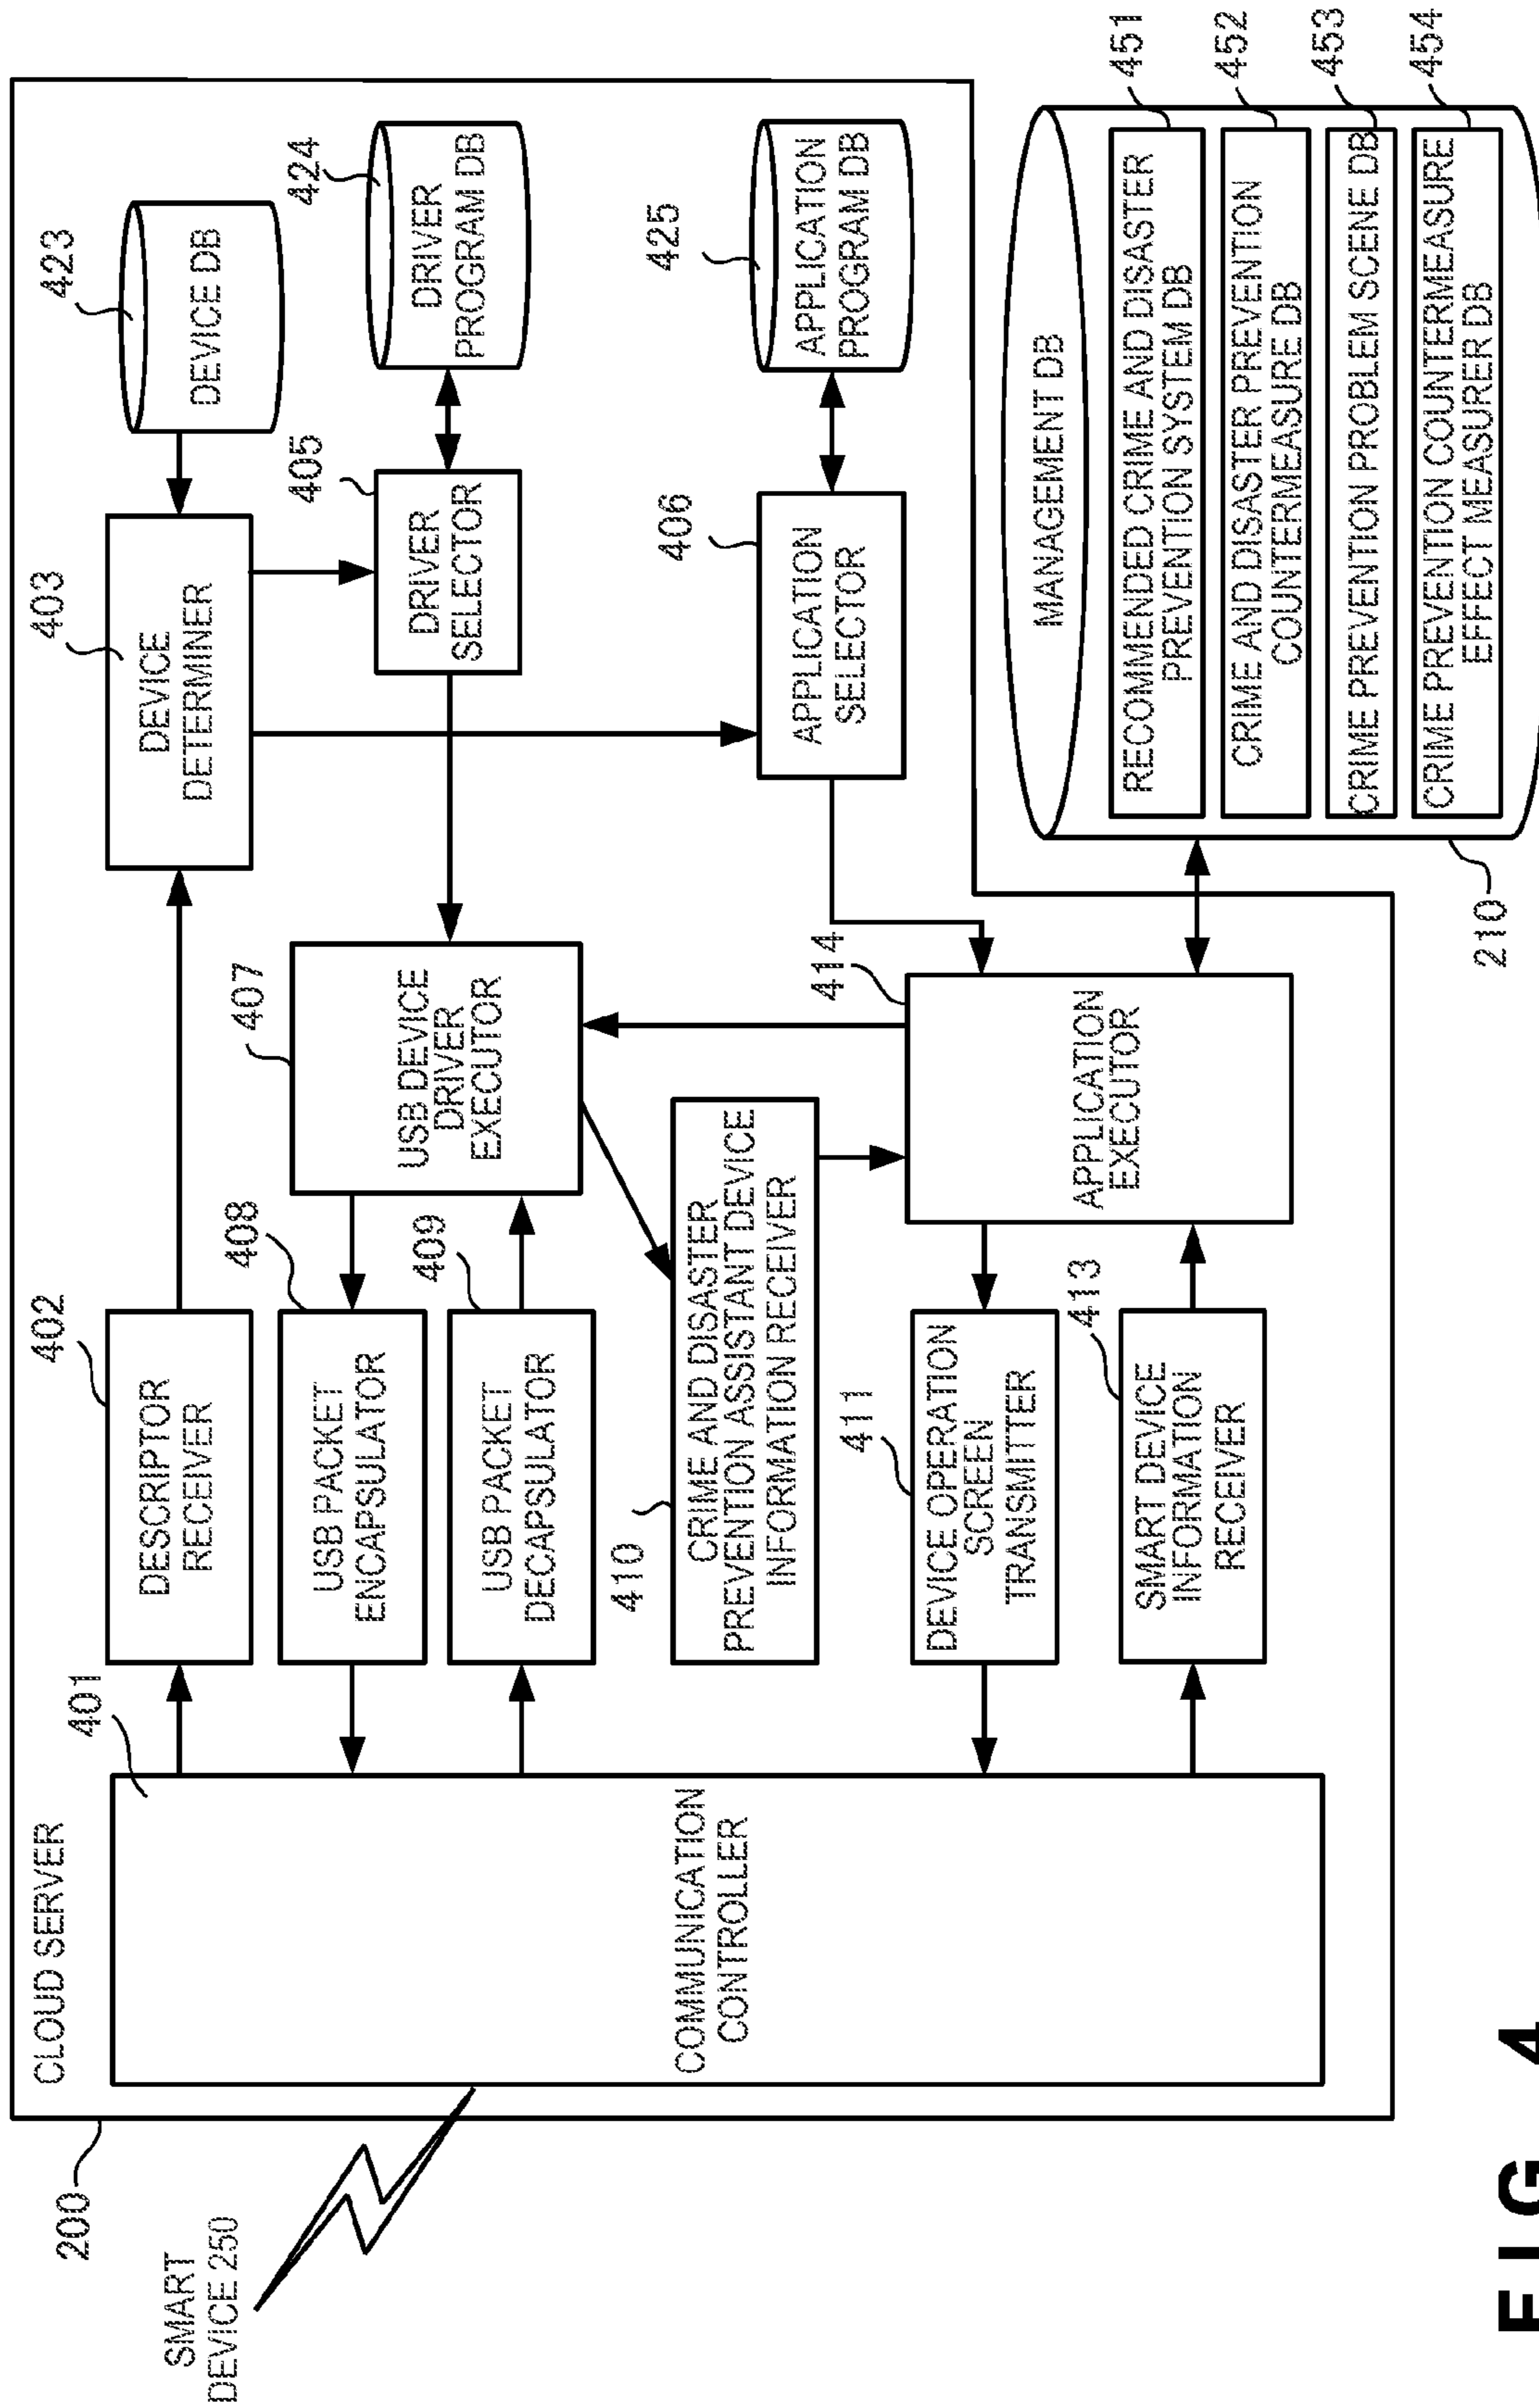 CLOUD SERVER
200
SMART
DEVICE 250
401
COMMUNICATION
CONTROLLER
402
DESCRIPTOR
RECEIVER
403
DEVICE
DETERMINER
423
DEVICE DB
408
USB PACKET
ENCAPSULATOR
409
USB PACKET
DECAPSULATOR
407
USB DEVICE
DRIVER
EXECUTOR
405
DRIVER
SELECTOR
424
DRIVER
PROGRAM DB
410
CRIME AND DISASTER
PREVENTION ASSISTANT DEVICE
INFORMATION RECEIVER
406
APPLICATION
SELECTOR
425
APPLICATION
PROGRAM DB
411
DEVICE OPERATION
SCREEN
TRANSMITTER
413
SMART DEVICE
INFORMATION
RECEIVER
414
APPLICATION
EXECUTOR
MANAGEMENT DB
RECOMMENDED CRIME AND DISASTER
PREVENTION SYSTEM DB
451
CRIME AND DISASTER PREVENTION
COUNTERMEASURE DB
452
CRIME PREVENTION PROBLEM SCENE DB
453
CRIME PREVENTION COUNTERMEASURE
EFFECT MEASURER DB
454
210
FIG. 4